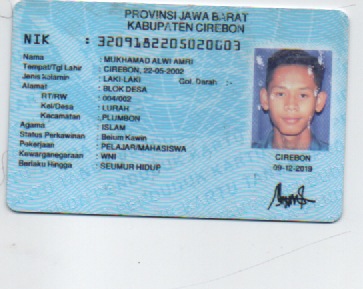 PROVINSI JAWA BARAT
KABUPATEN CIREBON
NIK : 3209182205020003
Nama : MUKHAMAD ALWI AMRI
Tempat/Tgl Lahir : CIREBON, 22-05-2002
Jenis kelamin : LAKI-LAKI Gol. Darah : -
Alamat : BLOK DESA
RT/RW : 004/002
Kel/Desa : LURAH
Kecamatan : PLUMBON
Agama : ISLAM
Status Perkawinan : Belum Kawin
Pekerjaan : PELAJAR/MAHASISWA
Kewarganegaraan : WNI
Berlaku Hingga : SEUMUR HIDUP
CIREBON
09-12-2019